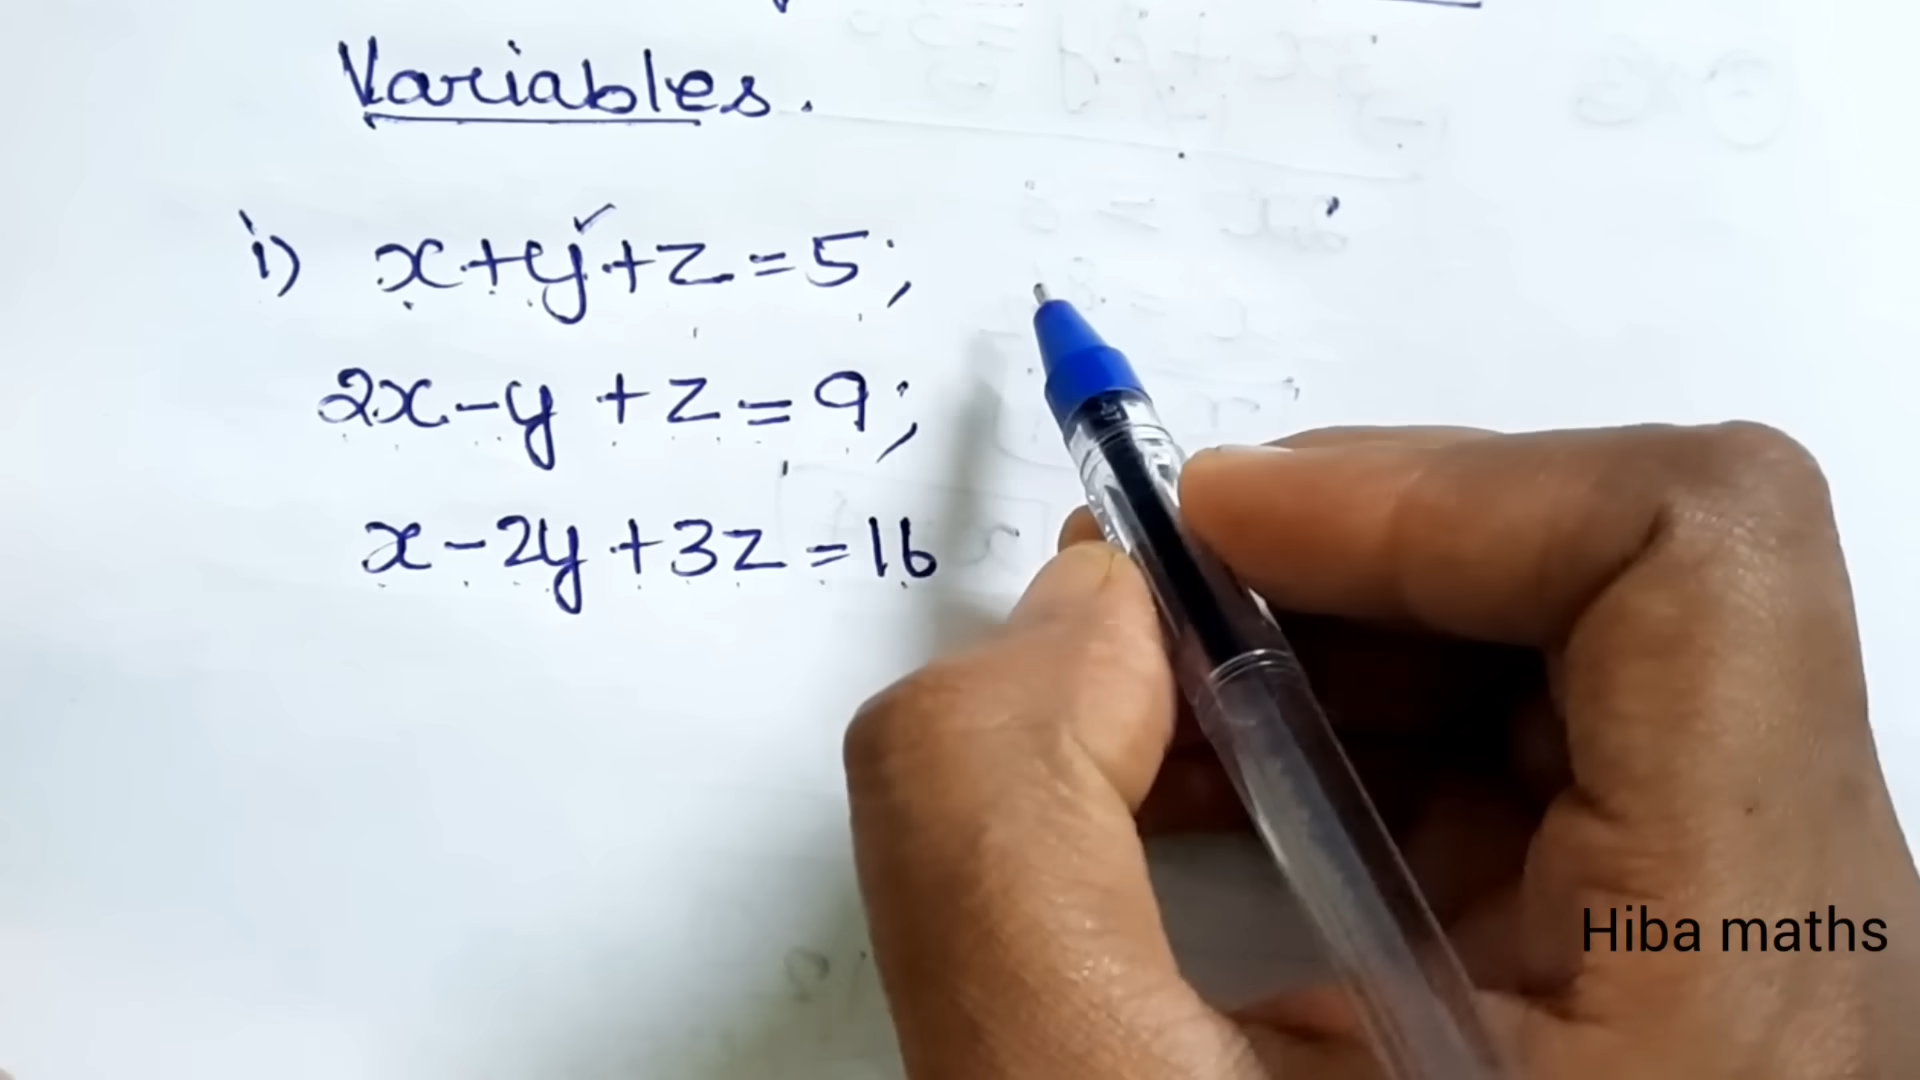 Variables.
i) x+y+z=5;
2x-y+z=9;
x-2y+3z=16
Hiba maths